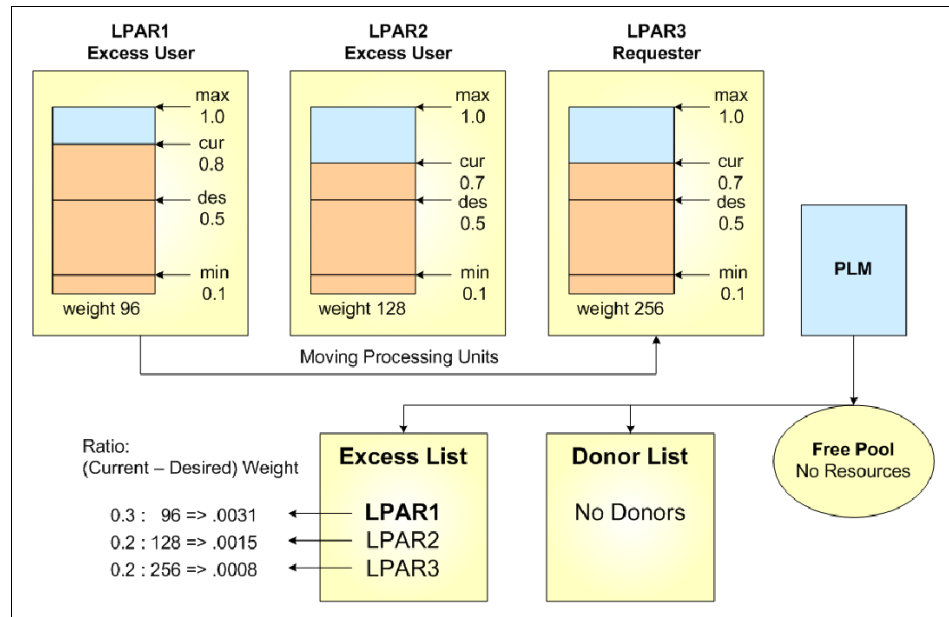 LPAR1
Excess User
max
1.0
cur
0.8
des
0.5
min
0.1
weight 96
LPAR2
Excess User
max
1.0
cur
0.7
des
0.5
min
0.1
weight 128
LPAR3
Requester
max
1.0
cur
0.7
des
0.5
min
0.1
weight 256
PLM
Moving Processing Units
Free Pool
No Resources
Ratio:
(Current – Desired) Weight
0.3 : 96 => .0031
0.2 : 128 => .0015
0.2 : 256 => .0008
Excess List
LPAR1
LPAR2
LPAR3
Donor List
No Donors